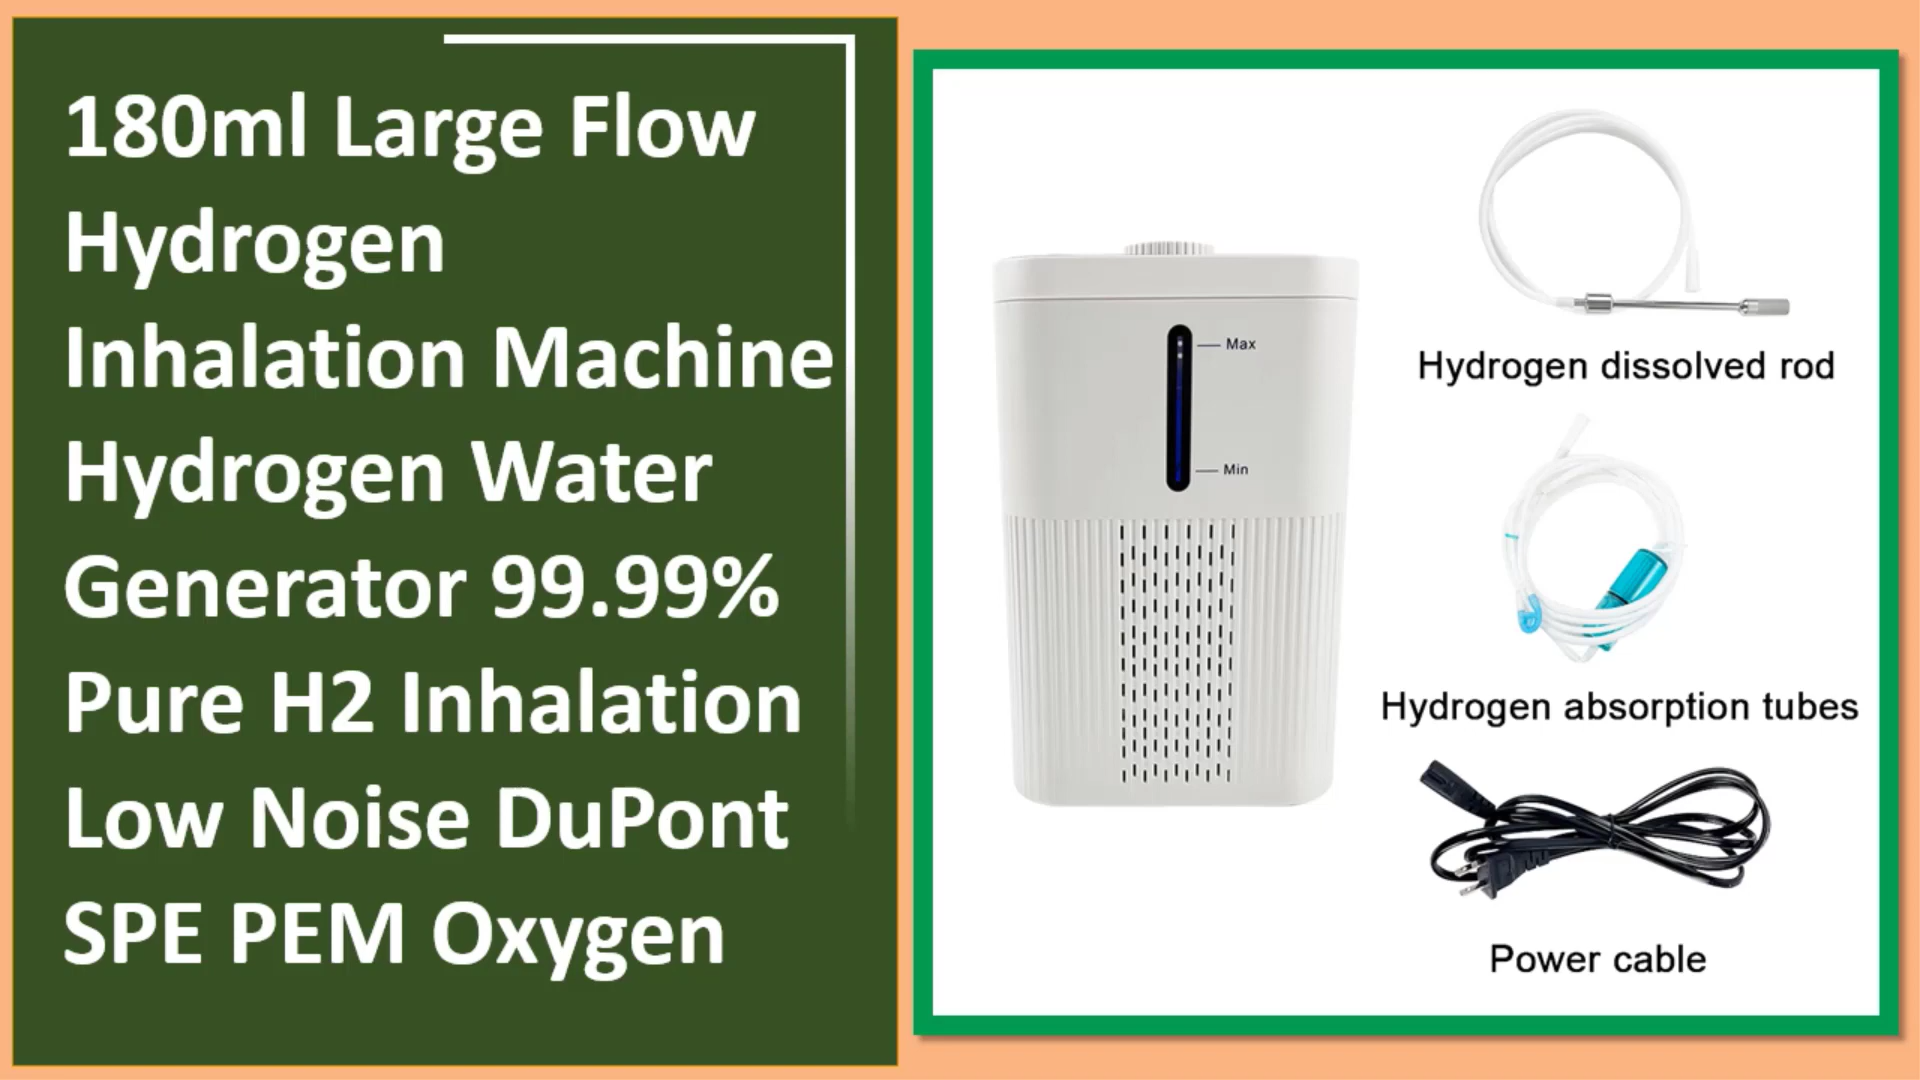 180ml Large Flow
Hydrogen
Inhalation Machine
Hydrogen Water
Generator 99.99%
Pure H2 Inhalation
Low Noise DuPont
SPE PEM Oxygen
Max
Min
Hydrogen dissolved rod
Hydrogen absorption tubes
Power cable